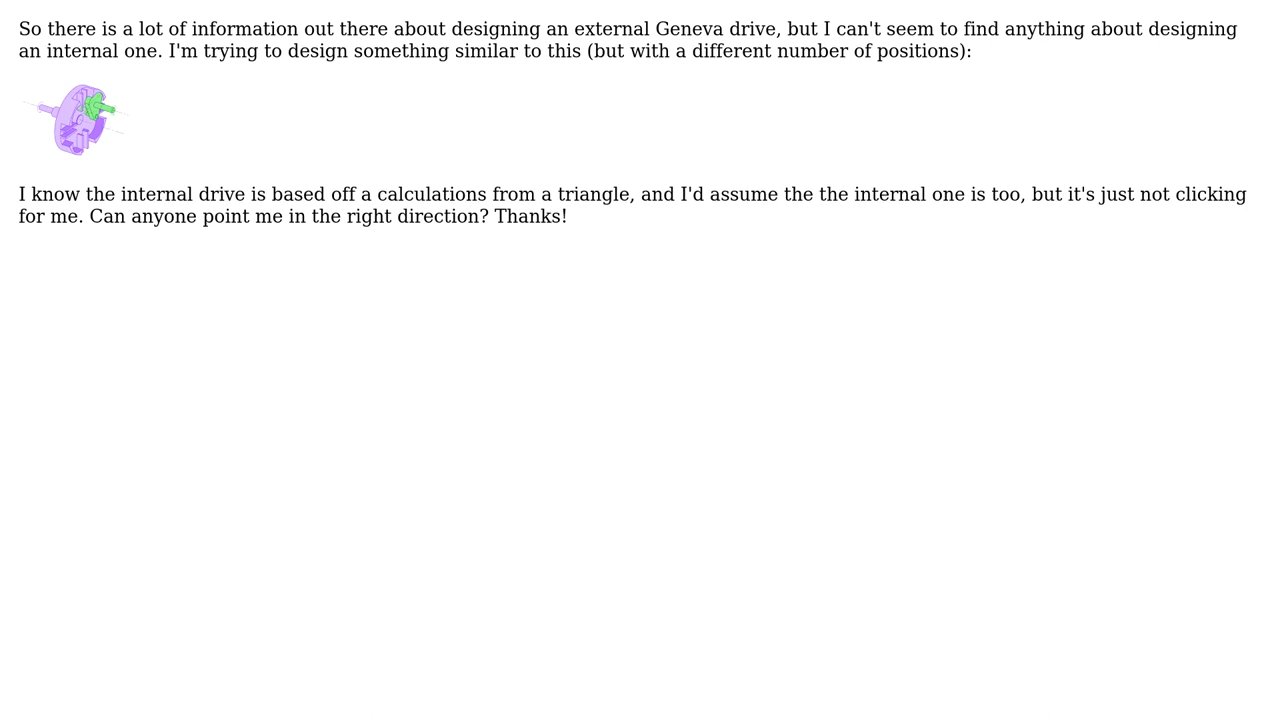 So there is a lot of information out there about designing an external Geneva drive, but I can't seem to find anything about designing
an internal one. I'm trying to design something similar to this (but with a different number of positions):
I know the internal drive is based off a calculations from a triangle, and I'd assume the the internal one is too, but it's just not clicking
for me. Can anyone point me in the right direction? Thanks!